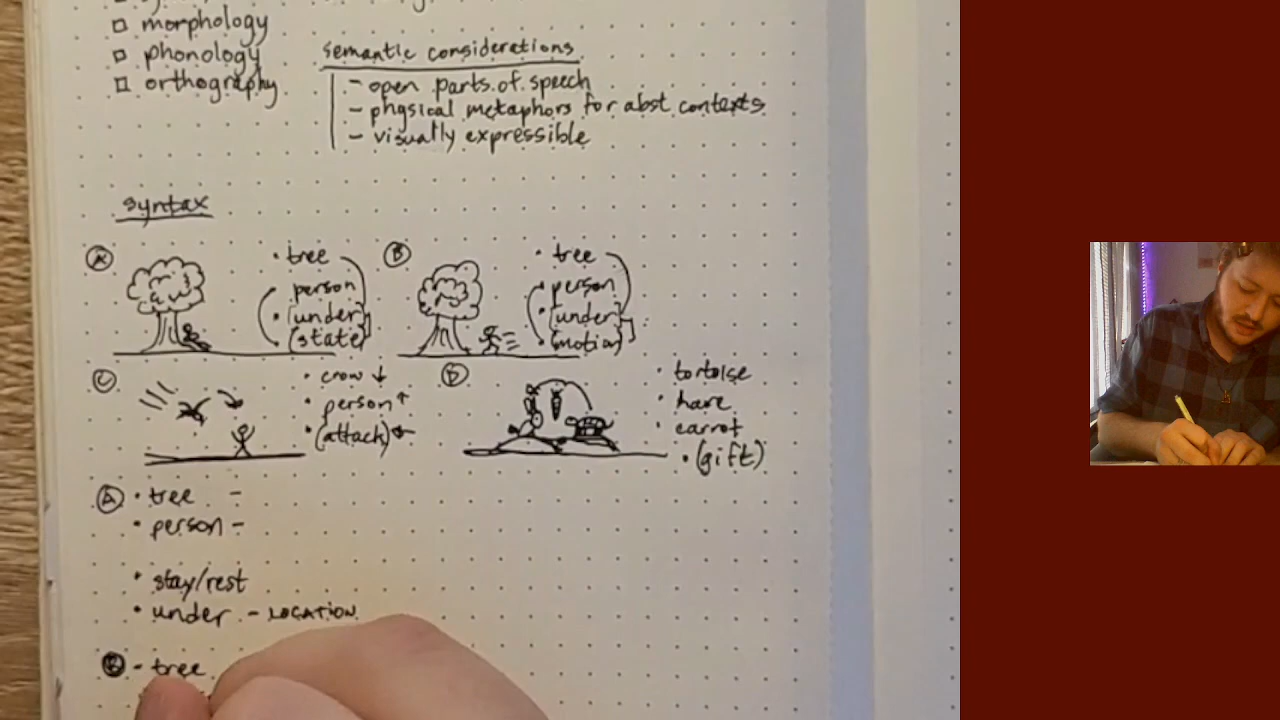 morphology
phonology
orthography
semantic considerations
- open parts of speech
- physical metaphors for abst contexts
- visually expressible
syntax
A
• tree
person
• (under)
(state)
B
• tree
• person
• (under)
(motion)
C
• crow ↓
• person ↑
• (attack) ←
D
• tortoise
• hare
• carrot
• (gift)
A • tree -
• person -
• stay/rest
• under - LOCATION
B - tree